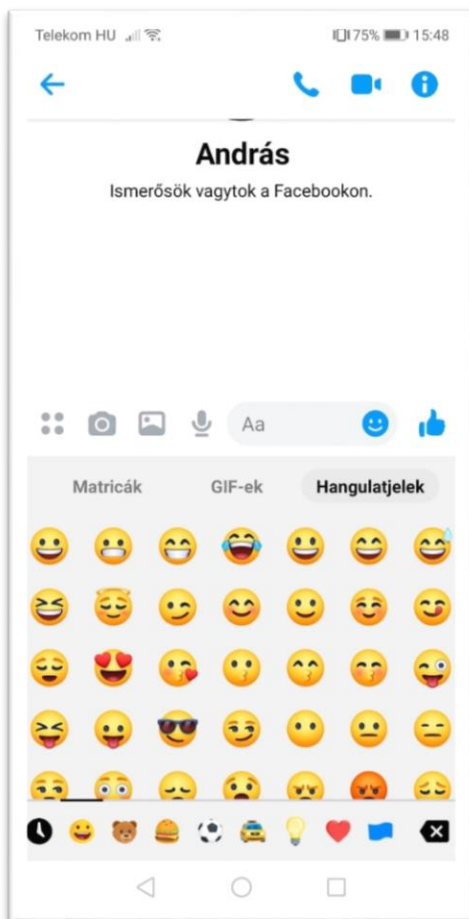 Telekom HU 75% 15:48
András
Ismerősök vagytok a Facebookon.
Aa
Matricák GIF-ek Hangulatjelek